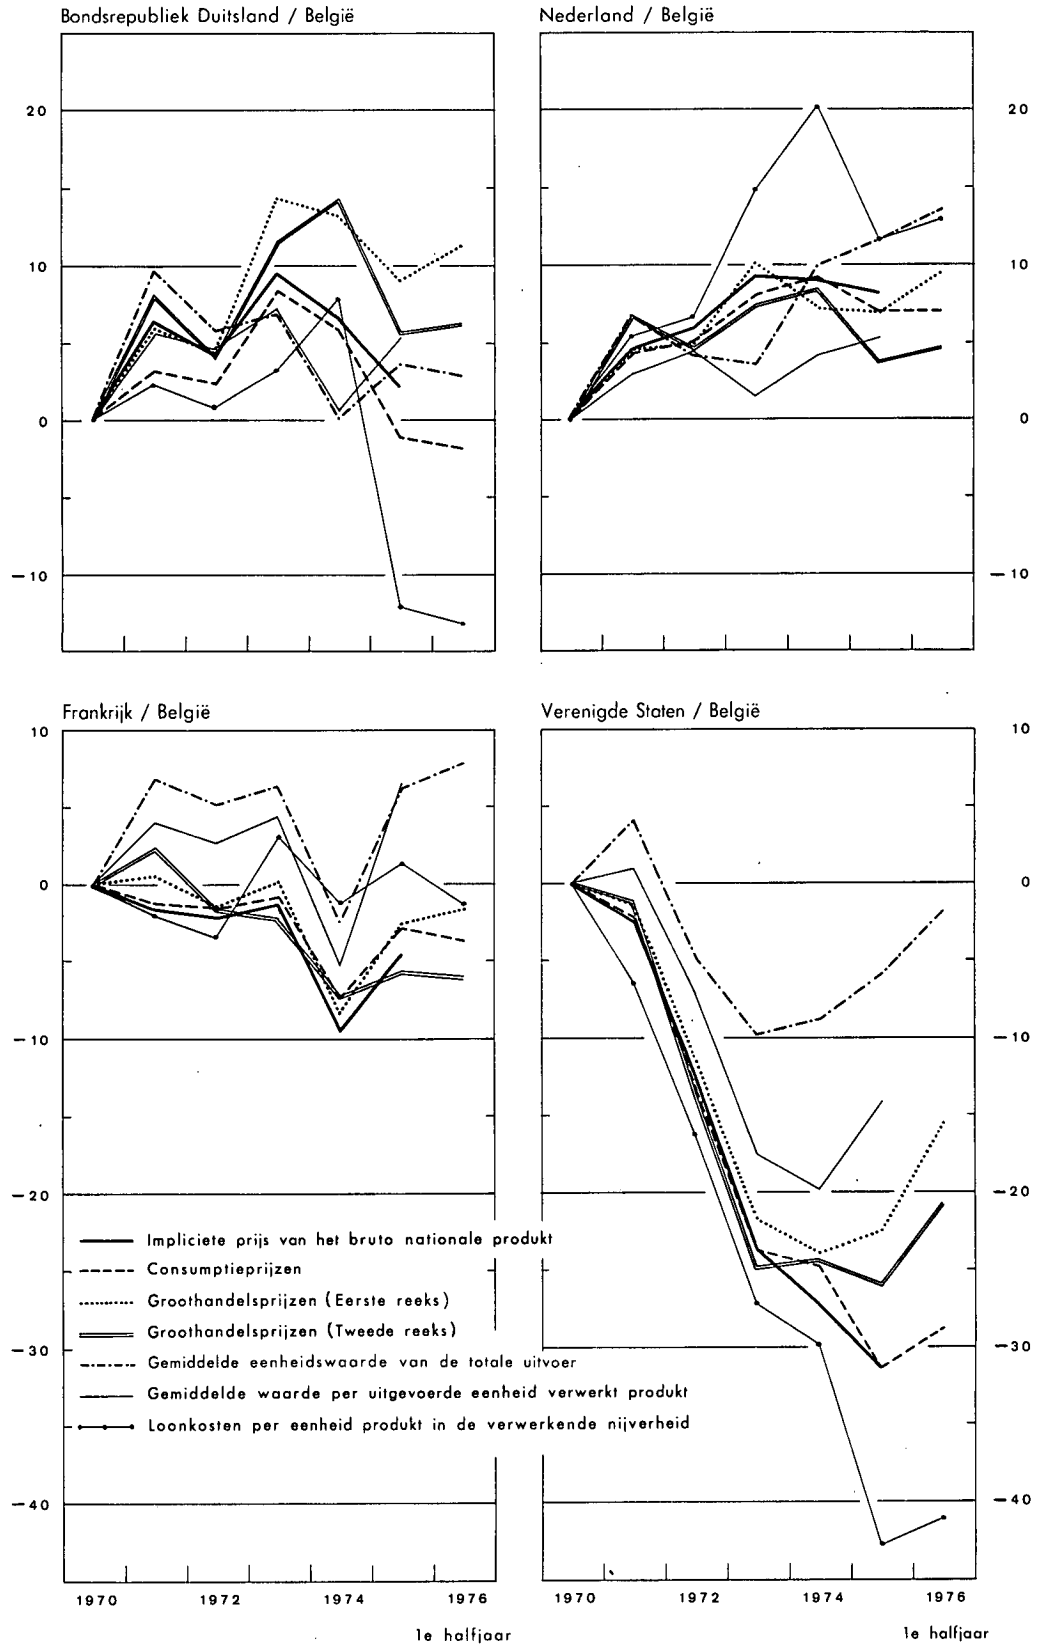 Bondsrepubliek Duitsland / België
Nederland / België
20
10
0
—10
20
10
0
—10
Frankrijk / België
Verenigde Staten / België
10
0
—10
—20
—30
—40
10
0
—10
—20
—30
—40
Impliciete prijs van het bruto nationale produkt
Consumptieprijzen
Groothandelsprijzen (Eerste reeks)
Groothandelsprijzen (Tweede reeks)
Gemiddelde eenheidswaarde van de totale uitvoer
Gemiddelde waarde per uitgevoerde eenheid verwerkt produkt
Loonkosten per eenheid produkt in de verwerkende nijverheid
1970 1972 1974 1976
1e halfjaar
1970 1972 1974 1976
1e halfjaar